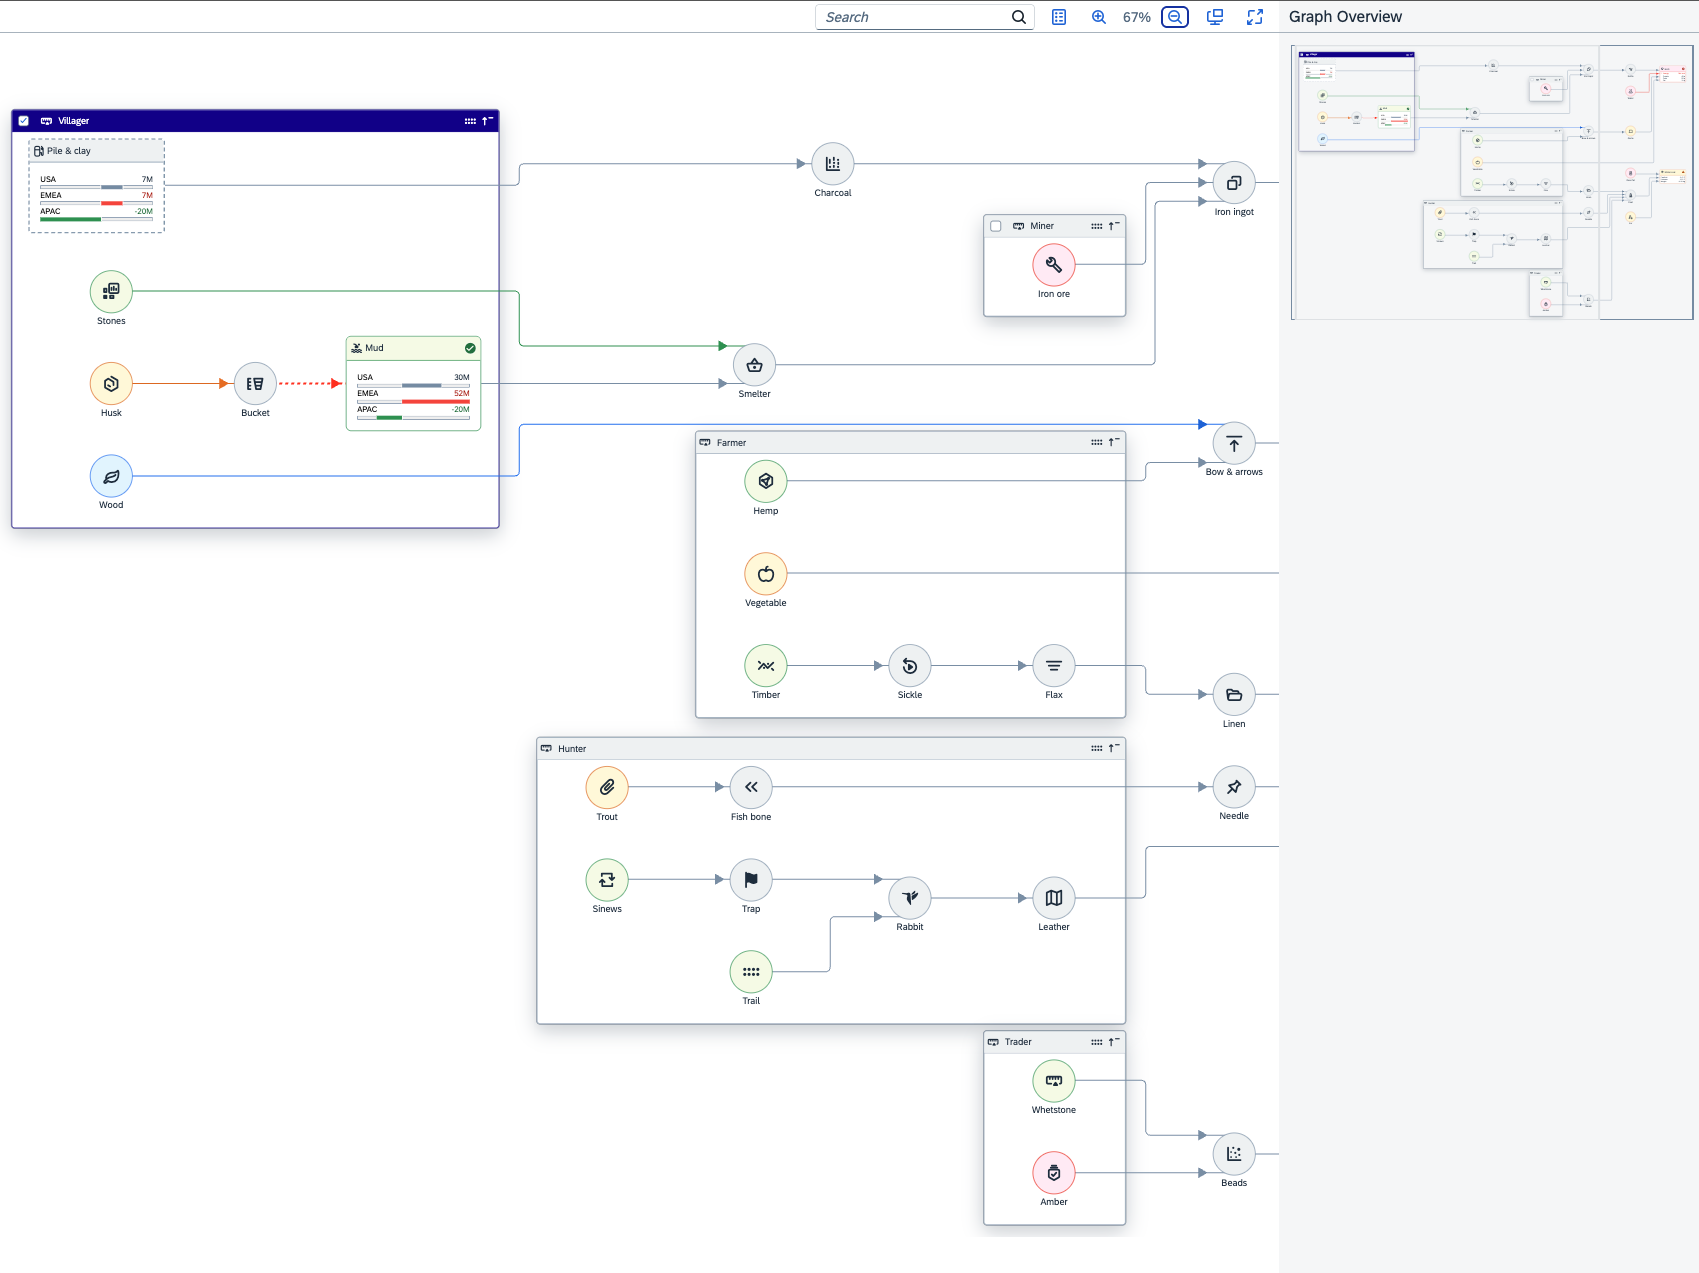 Search
67%
Graph Overview
Villager
Pile & clay
USA 7M
EMEA 7M
APAC -20M
Charcoal
Iron ingot
Miner
Iron ore
Stones
Mud
USA 30M
EMEA 52M
APAC -20M
Smelter
Husk
Bucket
Wood
Farmer
Bow & arrows
Hemp
Vegetable
Timber
Sickle
Flax
Linen
Hunter
Trout
Fish bone
Needle
Sinews
Trap
Rabbit
Leather
Trail
Trader
Whetstone
Beads
Amber